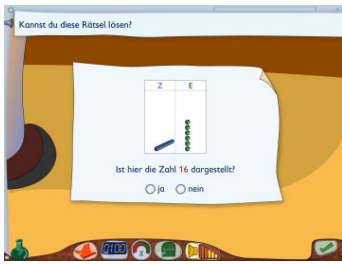 Kannst du diese Rätsel lösen?
Z E
Ist hier die Zahl 16 dargestellt?
ja nein